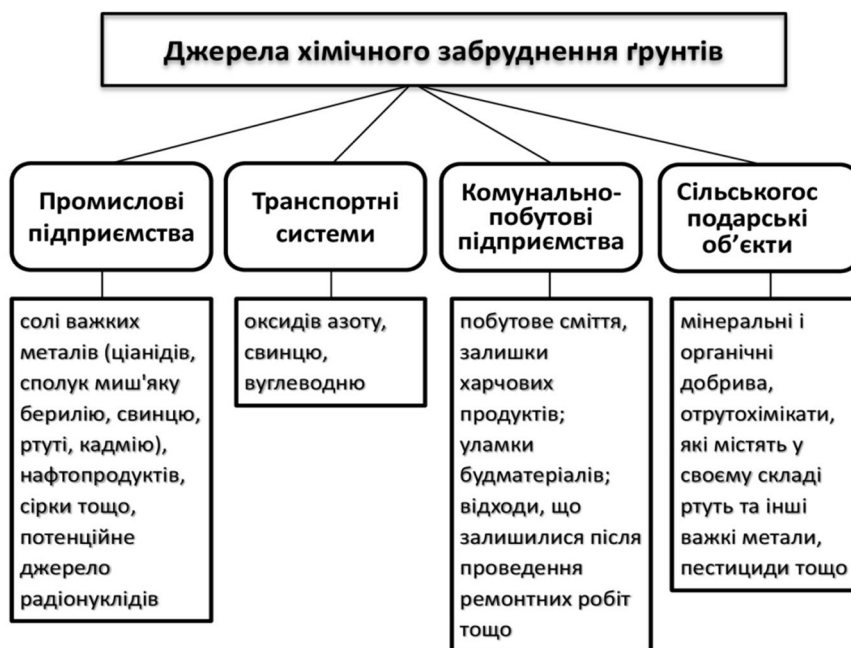 Джерела хімічного забруднення ґрунтів
Промислові
підприємства
Транспортні
системи
Комунально-
побутові
підприємства
Сільськогос
подарські
об’єкти
солі важких
металів (ціанідів,
сполук миш'яку
берилію, свинцю,
ртуті, кадмію),
нафтопродуктів,
сірки тощо,
потенційне
джерело
радіонуклідів
оксидів азоту,
свинцю,
вуглеводню
побутове сміття,
залишки
харчових
продуктів;
уламки
будматеріалів;
відходи, що
залишилися після
проведення
ремонтних робіт
тощо
мінеральні і
органічні
добрива,
отрутохімікати,
які містять у
своєму складі
ртуть та інші
важкі метали,
пестициди тощо